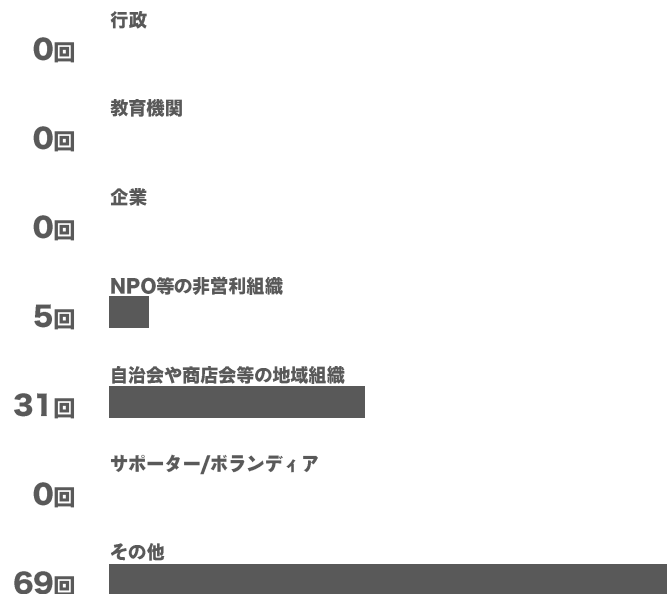 行政
0回
教育機関
0回
企業
0回
NPO等の非営利組織
5回
自治会や商店会等の地域組織
31回
サポーター/ボランティア
0回
その他
69回